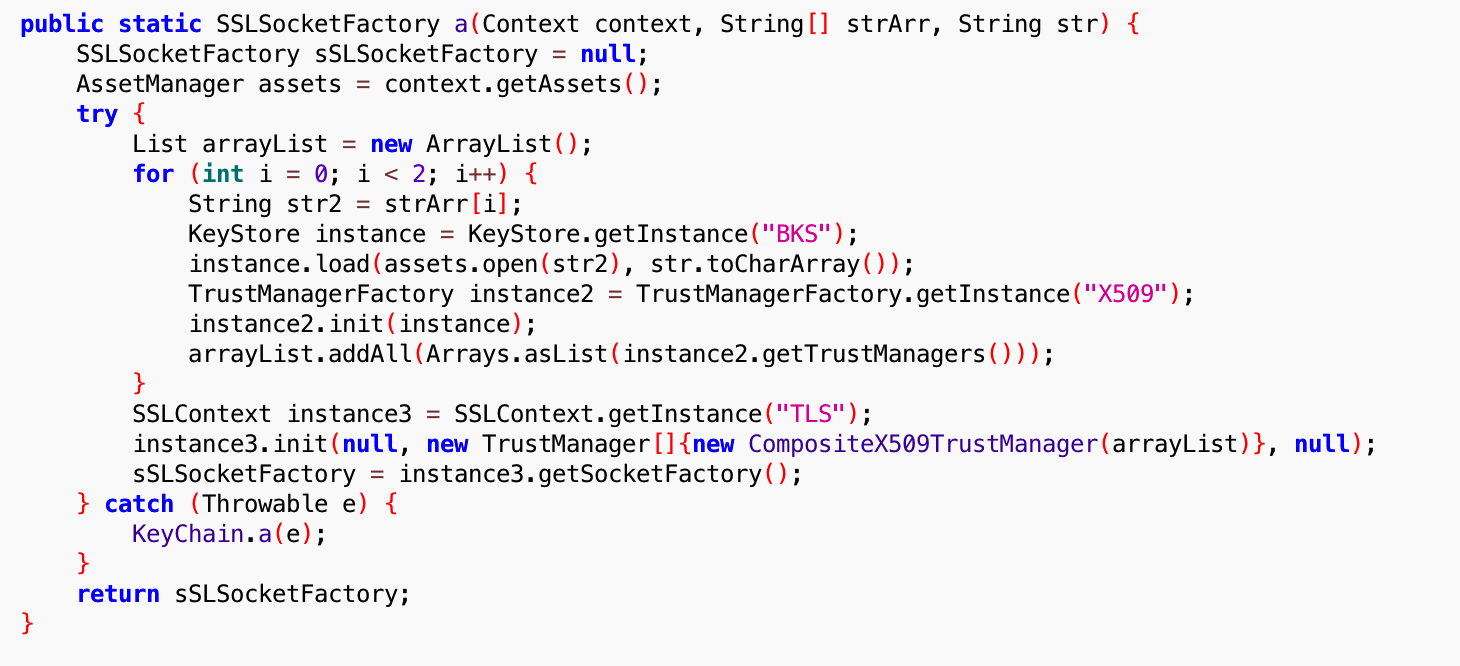 public static SSLSocketFactory a(Context context, String[] strArr, String str) {
    SSLSocketFactory sSLSocketFactory = null;
    AssetManager assets = context.getAssets();
    try {
        List arrayList = new ArrayList();
        for (int i = 0; i < 2; i++) {
            String str2 = strArr[i];
            KeyStore instance = KeyStore.getInstance("BKS");
            instance.load(assets.open(str2), str.toCharArray());
            TrustManagerFactory instance2 = TrustManagerFactory.getInstance("X509");
            instance2.init(instance);
            arrayList.addAll(Arrays.asList(instance2.getTrustManagers()));
        }
        SSLContext instance3 = SSLContext.getInstance("TLS");
        instance3.init(null, new TrustManager[]{new CompositeX509TrustManager(arrayList)}, null);
        sSLSocketFactory = instance3.getSocketFactory();
    } catch (Throwable e) {
        KeyChain.a(e);
    }
    return sSLSocketFactory;
}